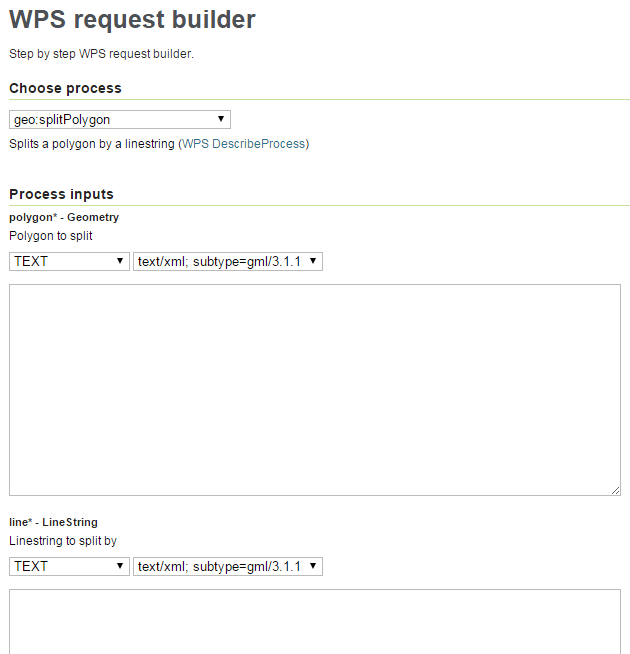 WPS request builder
Step by step WPS request builder.
Choose process
geo:splitPolygon
Splits a polygon by a linestring (WPS DescribeProcess)
Process inputs
polygon* - Geometry
Polygon to split
TEXT text/xml; subtype=gml/3.1.1
line* - LineString
Linestring to split by
TEXT text/xml; subtype=gml/3.1.1